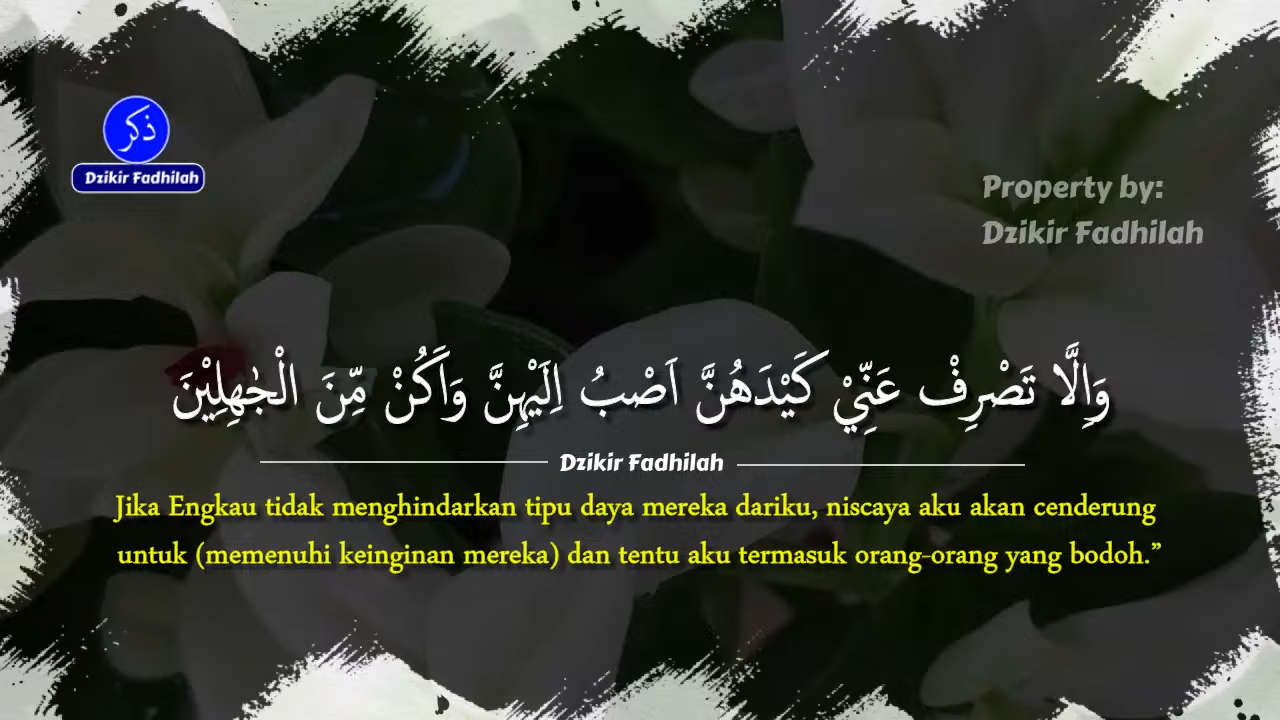 ذكر
Dzikir Fadhilah
Property by:
Dzikir Fadhilah
وَاِلَّا تَصْرِفْ عَنِّيْ كَيْدَهُنَّ اَصْبُ اِلَيْهِنَّ وَاَكُنْ مِّنَ الْجٰهِلِيْنَ
Dzikir Fadhilah
Jika Engkau tidak menghindarkan tipu daya mereka dariku, niscaya aku akan cenderung
untuk (memenuhi keinginan mereka) dan tentu aku termasuk orang-orang yang bodoh.”